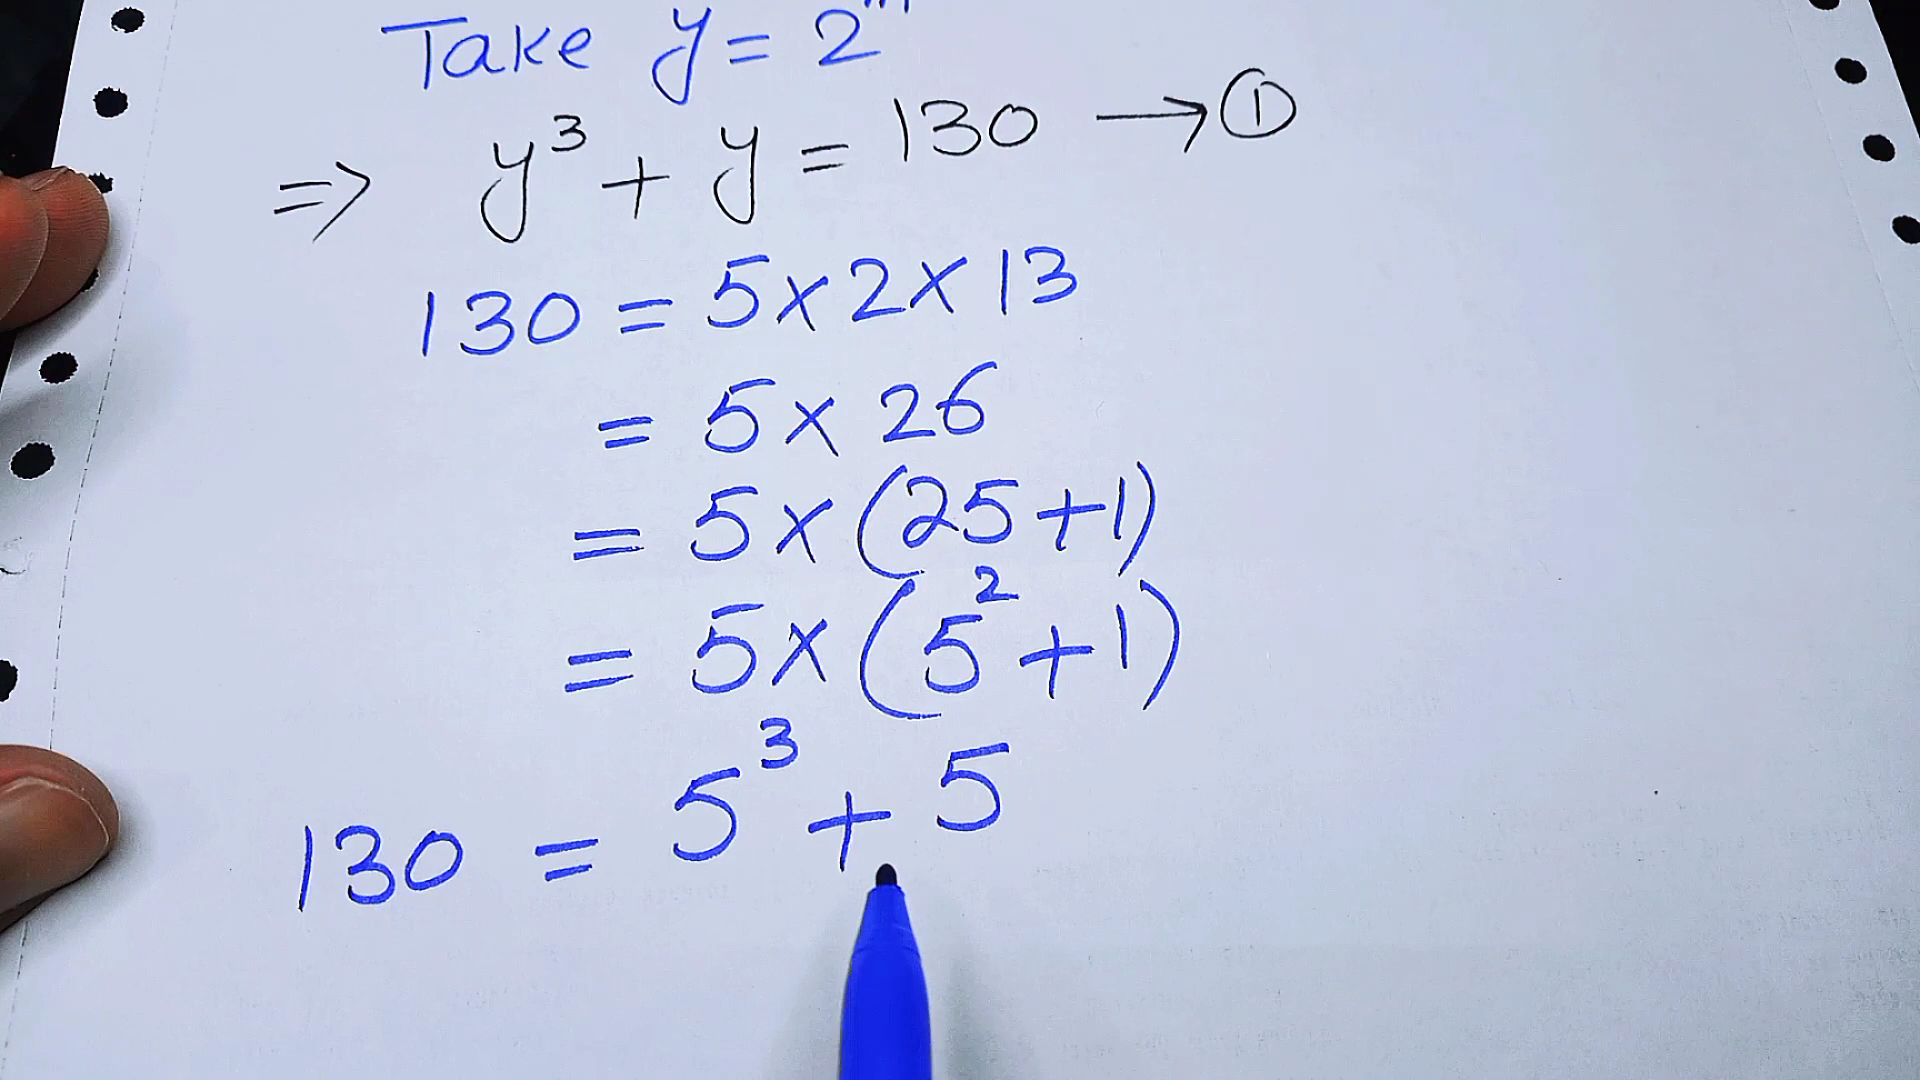 Take y = 2^m
=> y³ + y = 130 → ①
130 = 5 × 2 × 13
= 5 × 26
= 5 × (25 + 1)
= 5 × (5² + 1)
130 = 5³ + 5